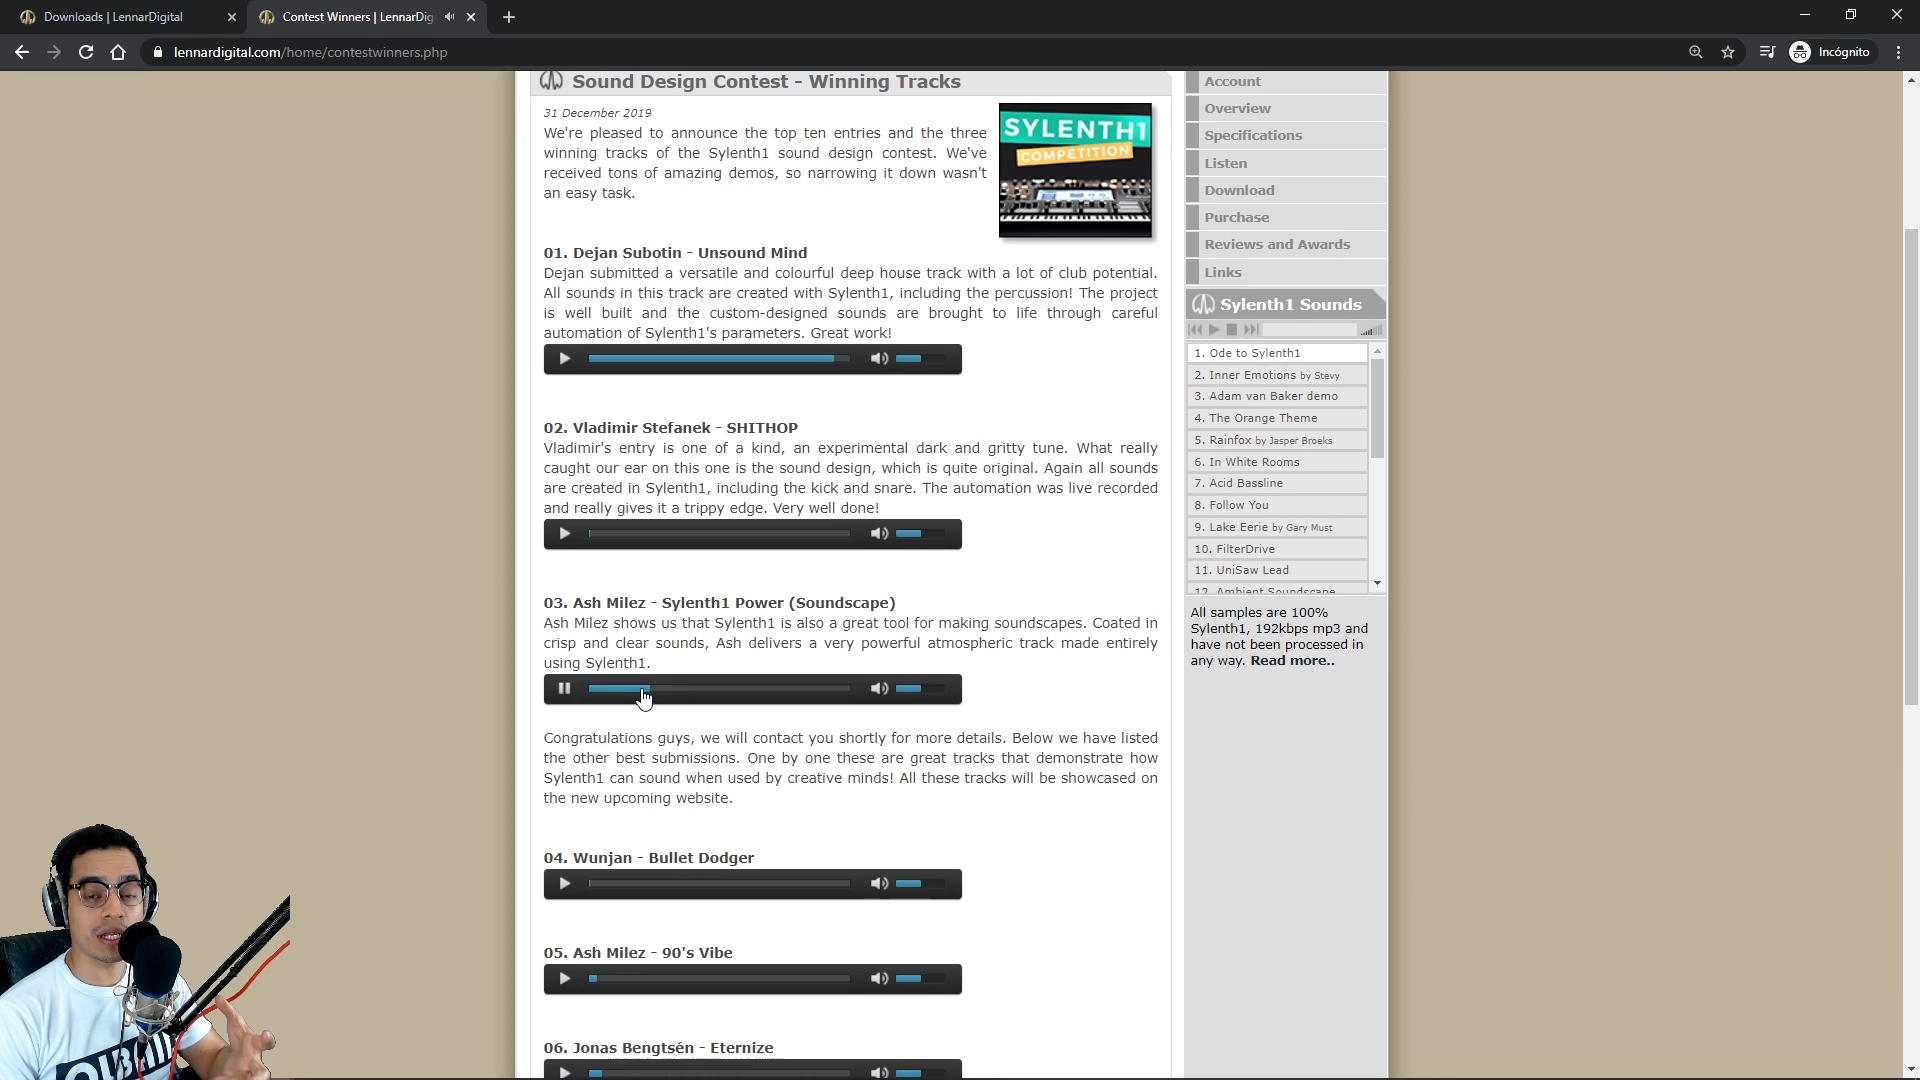 Downloads | LennarDigital
Contest Winners | LennarDig
lennardigital.com/home/contestwinners.php
Incógnito
Sound Design Contest - Winning Tracks
31 December 2019
We're pleased to announce the top ten entries and the three
winning tracks of the Sylenth1 sound design contest. We've
received tons of amazing demos, so narrowing it down wasn't
an easy task.
SYLENTH1
COMPETITION
01. Dejan Subotin - Unsound Mind
Dejan submitted a versatile and colourful deep house track with a lot of club potential.
All sounds in this track are created with Sylenth1, including the percussion! The project
is well built and the custom-designed sounds are brought to life through careful
automation of Sylenth1's parameters. Great work!
02. Vladimir Stefanek - SHITHOP
Vladimir's entry is one of a kind, an experimental dark and gritty tune. What really
caught our ear on this one is the sound design, which is quite original. Again all sounds
are created in Sylenth1, including the kick and snare. The automation was live recorded
and really gives it a trippy edge. Very well done!
03. Ash Milez - Sylenth1 Power (Soundscape)
Ash Milez shows us that Sylenth1 is also a great tool for making soundscapes. Coated in
crisp and clear sounds, Ash delivers a very powerful atmospheric track made entirely
using Sylenth1.
Congratulations guys, we will contact you shortly for more details. Below we have listed
the other best submissions. One by one these are great tracks that demonstrate how
Sylenth1 can sound when used by creative minds! All these tracks will be showcased on
the new upcoming website.
04. Wunjan - Bullet Dodger
05. Ash Milez - 90's Vibe
06. Jonas Bengtsén - Eternize
Account
Overview
Specifications
Listen
Download
Purchase
Reviews and Awards
Links
Sylenth1 Sounds
1. Ode to Sylenth1
2. Inner Emotions by Stevy
3. Adam van Baker demo
4. The Orange Theme
5. Rainfox by Jasper Broeks
6. In White Rooms
7. Acid Bassline
8. Follow You
9. Lake Eerie by Gary Must
10. FilterDrive
11. UniSaw Lead
12. Ambient Soundscape
All samples are 100%
Sylenth1, 192kbps mp3 and
have not been processed in
any way. Read more..